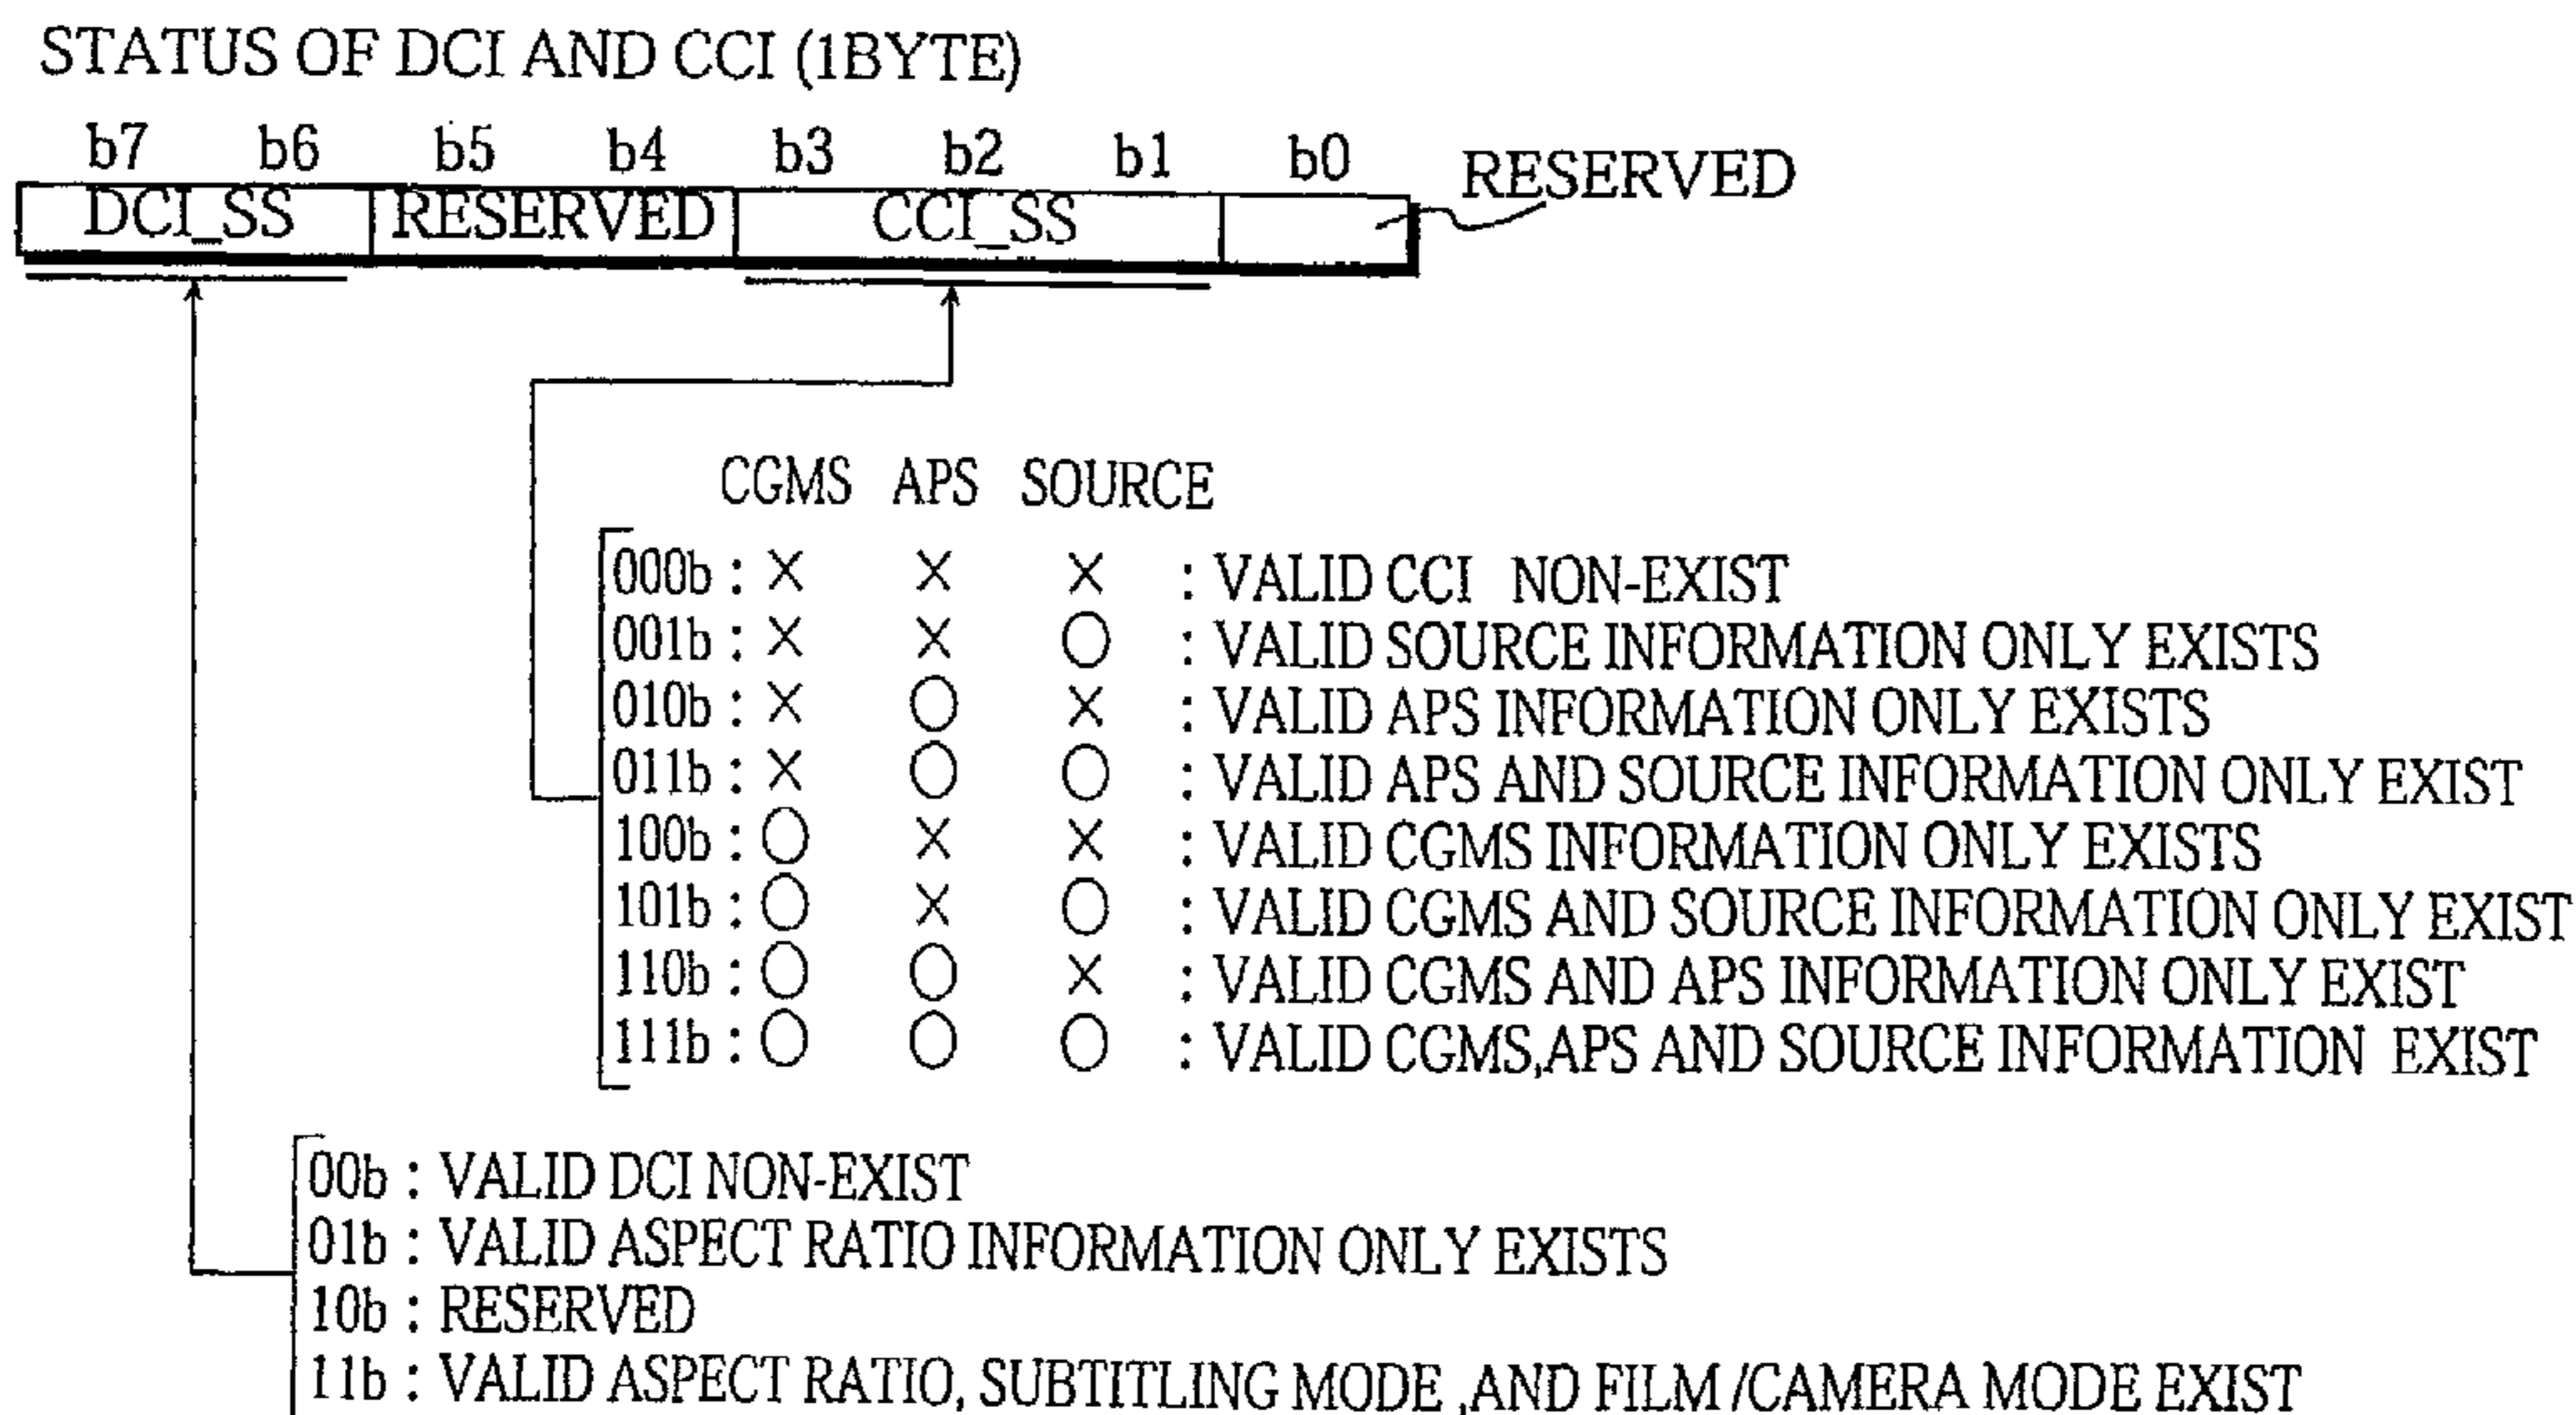 STATUS OF DCI AND CCI (1BYTE)
b7 b6 b5 b4 b3 b2 b1 b0 RESERVED
DCI_SS RESERVED CCI_SS
CGMS APS SOURCE
000b : × × × : VALID CCI NON-EXIST
001b : × × ○ : VALID SOURCE INFORMATION ONLY EXISTS
010b : × ○ × : VALID APS INFORMATION ONLY EXISTS
011b : × ○ ○ : VALID APS AND SOURCE INFORMATION ONLY EXIST
100b : ○ × × : VALID CGMS INFORMATION ONLY EXISTS
101b : ○ × ○ : VALID CGMS AND SOURCE INFORMATION ONLY EXIST
110b : ○ ○ × : VALID CGMS AND APS INFORMATION ONLY EXIST
111b : ○ ○ ○ : VALID CGMS,APS AND SOURCE INFORMATION EXIST
00b : VALID DCI NON-EXIST
01b : VALID ASPECT RATIO INFORMATION ONLY EXISTS
10b : RESERVED
11b : VALID ASPECT RATIO, SUBTITLING MODE ,AND FILM /CAMERA MODE EXIST